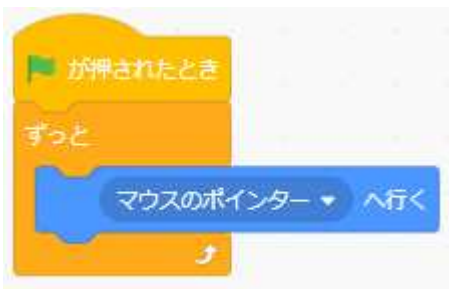 が押されたとき
ずっと
マウスのポインター へ行く